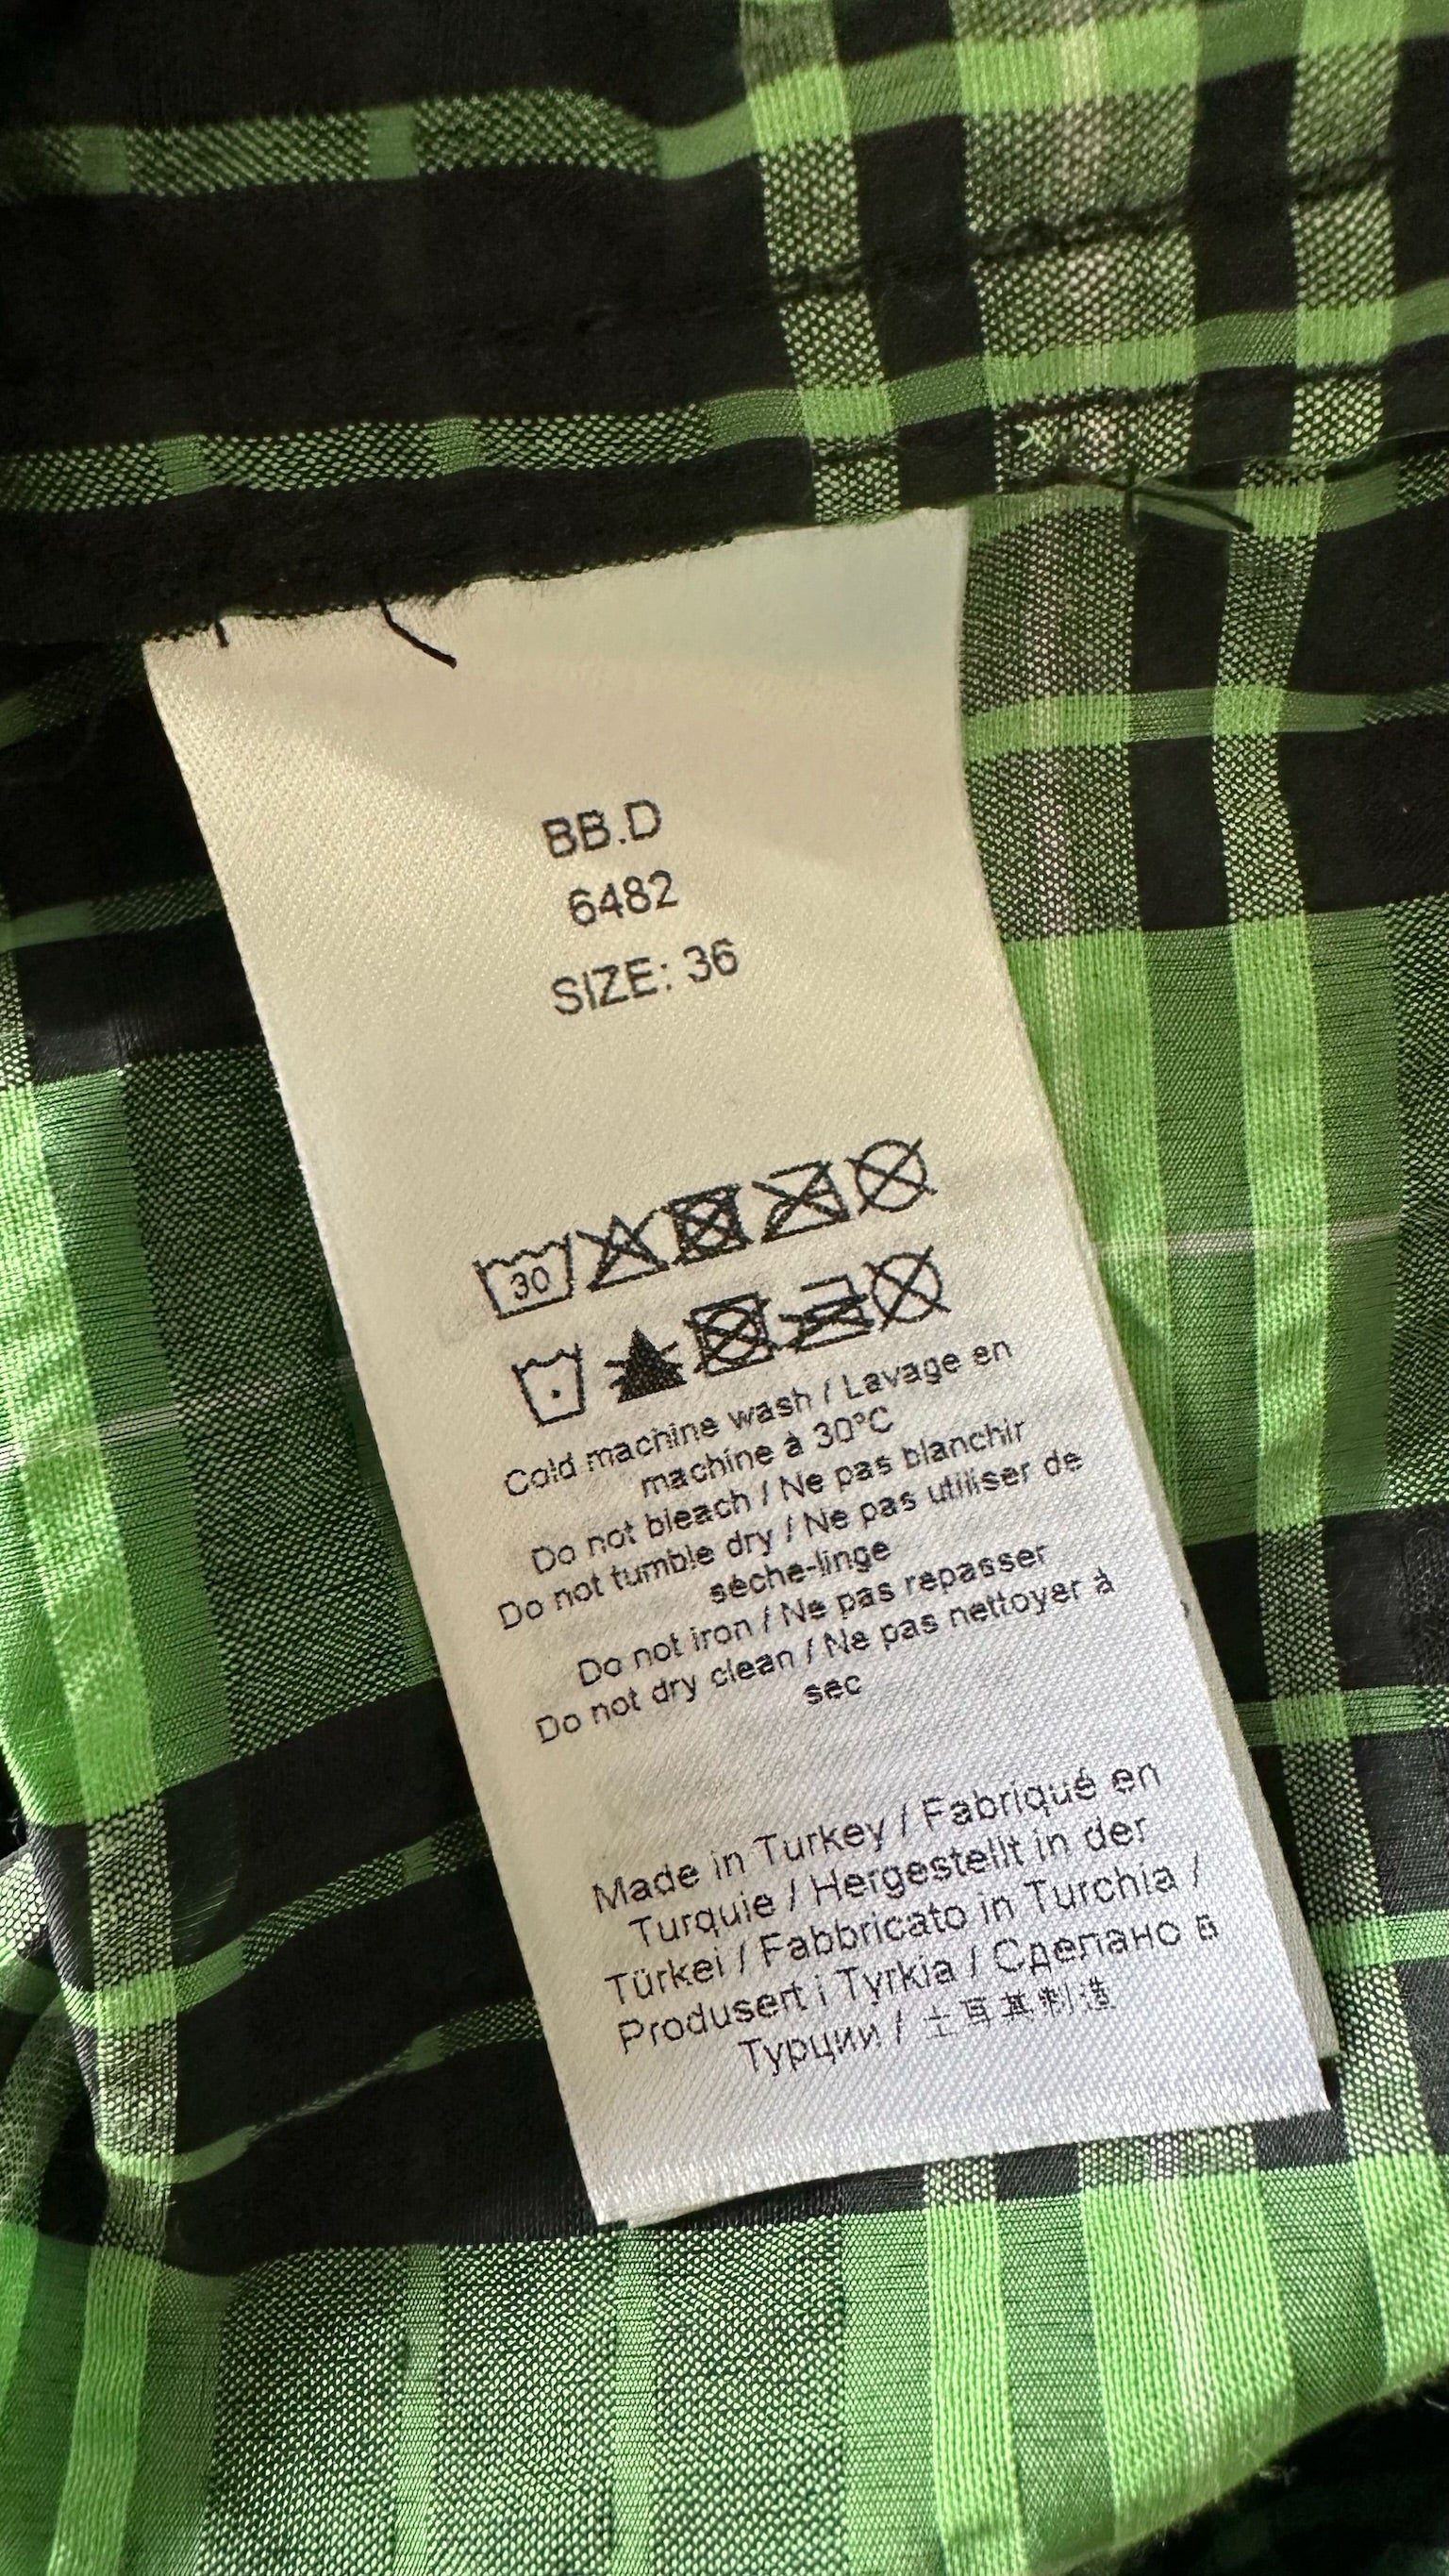 BB.D
6482
SIZE: 36
30
Cold machine wash / Lavage en
machine à 30°C
Do not bleach / Ne pas blanchir
Do not tumble dry / Ne pas utiliser de
sèche-linge
Do not iron / Ne pas repasser
Do not dry clean / Ne pas nettoyer à
sec
Made in Turkey / Fabriqué en
Turquie / Hergestellt in der
Türkei / Fabbricato in Turchia /
Produsert i Tyrkia / Сделано в
Турции / 土耳其制造